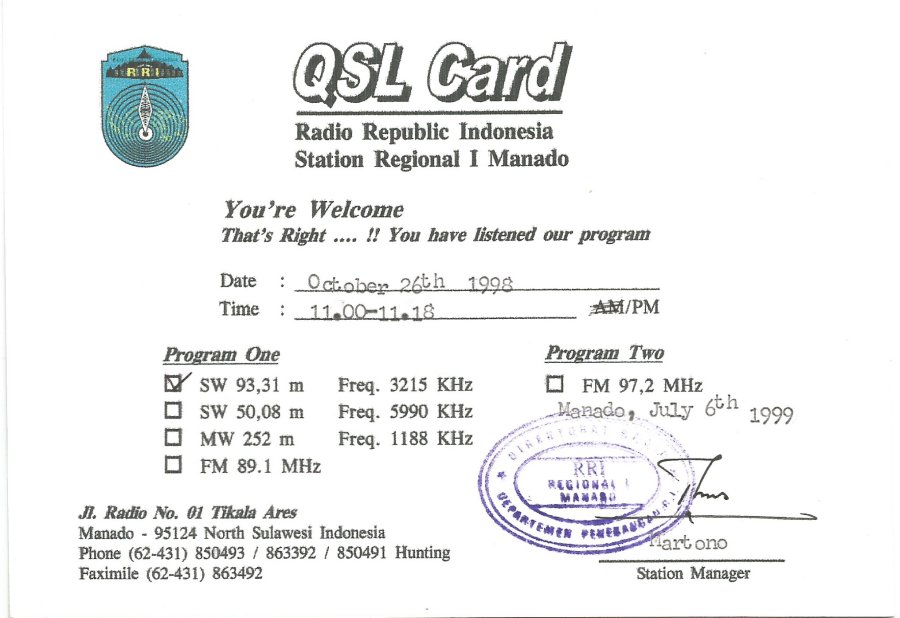 RRI
QSL Card
Radio Republic Indonesia
Station Regional I Manado
You're Welcome
That's Right .... !! You have listened our program
Date : October 26th 1998
Time : 11.00-11.18 AM/PM
Program One
SW 93,31 m Freq. 3215 KHz
SW 50,08 m Freq. 5990 KHz
MW 252 m Freq. 1188 KHz
FM 89.1 MHz
Program Two
FM 97,2 MHz
Manado, July 6th 1999
RRI
REGIONAL I
MANADO
DEPARTEMEN PENERANGAN R.I
Martono
Station Manager
Jl. Radio No. 01 Tikala Ares
Manado - 95124 North Sulawesi Indonesia
Phone (62-431) 850493 / 863392 / 850491 Hunting
Faximile (62-431) 863492